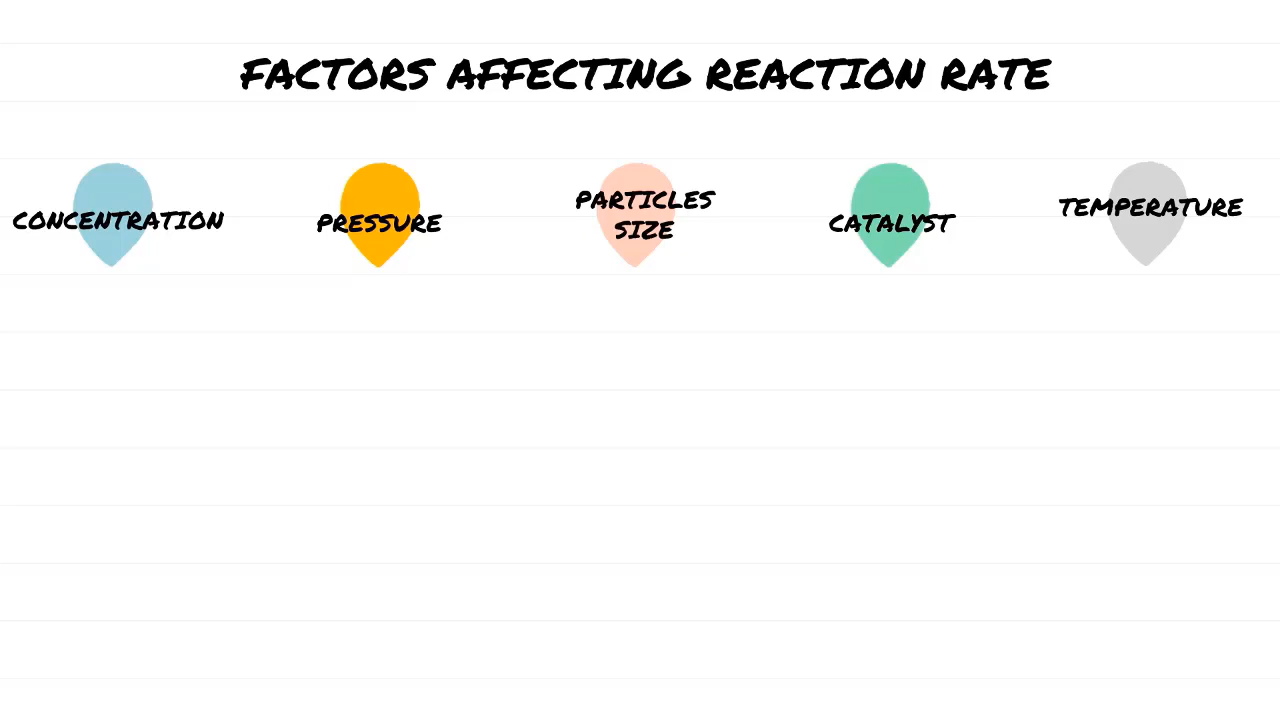 FACTORS AFFECTING REACTION RATE
CONCENTRATION
PRESSURE
PARTICLES
SIZE
CATALYST
TEMPERATURE